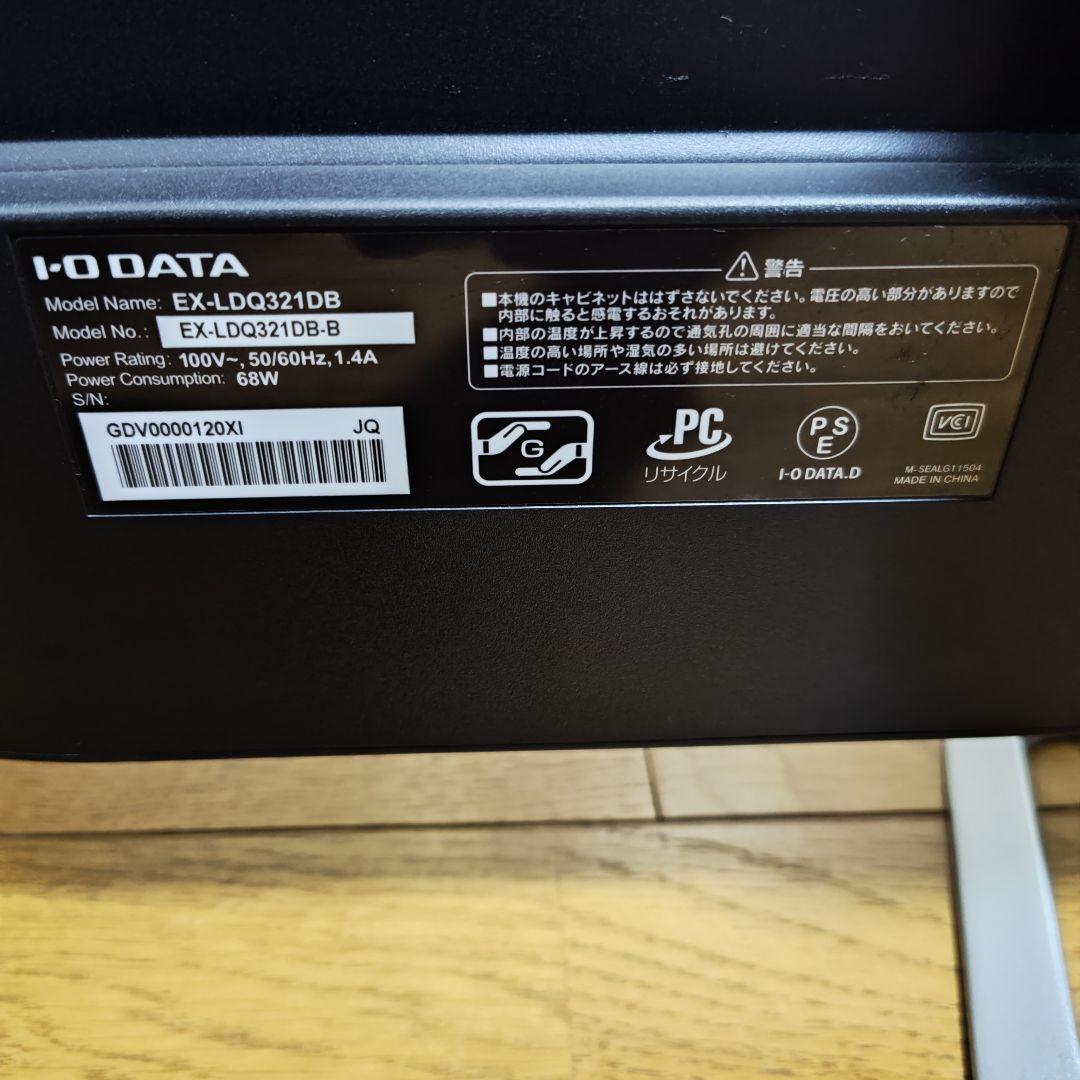 I-O DATA
Model Name: EX-LDQ321DB
Model No.: EX-LDQ321DB-B
Power Rating: 100V~, 50/60Hz, 1.4A
Power Consumption: 68W
S/N:
GDV0000120XI JQ
警告
■本機のキャビネットははずさないでください。電圧の高い部分がありますので
内部に触ると感電するおそれがあります。
■内部の温度が上昇するので通気孔の周囲に適当な間隔をおいてください。
■温度の高い場所や湿気の多い場所は避けてください。
■電源コードのアース線は必ず接地してください。
G
PC
リサイクル
PS
E
I-O DATA.D
VCI
M-SEALG11504
MADE IN CHINA